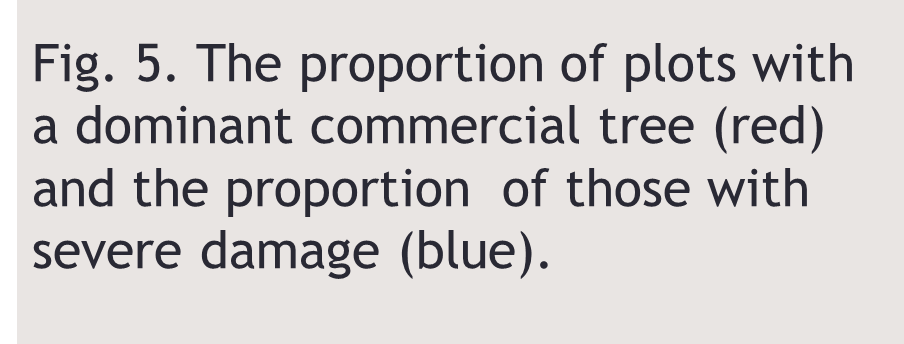 Fig. 5. The proportion of plots with
a dominant commercial tree (red)
and the proportion  of those with
severe damage (blue).